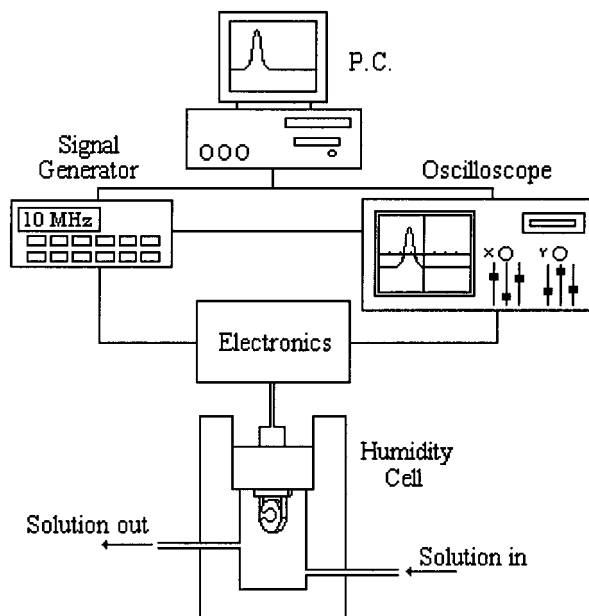 P.C.
Signal
Generator
Oscilloscope
10 MHz
X
Y
Electronics
Humidity
Cell
Solution out
Solution in